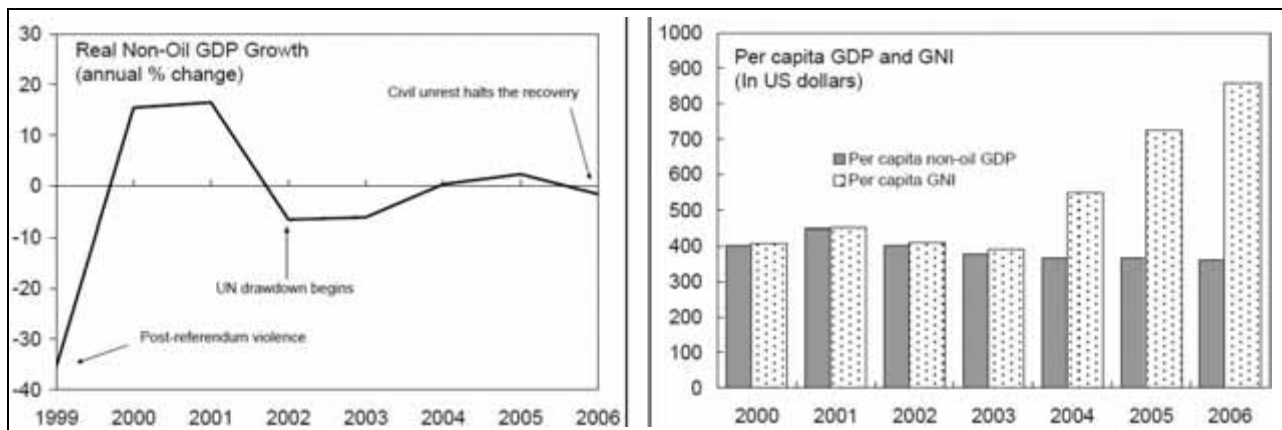 Real Non-Oil GDP Growth
(annual % change)
30
20
10
0
-10
-20
-30
-40
Civil unrest halts the recovery
UN drawdown begins
Post-referendum violence
1999 2000 2001 2002 2003 2004 2005 2006
Per capita GDP and GNI
(In US dollars)
1000
900
800
700
600
500
400
300
200
100
0
Per capita non-oil GDP
Per capita GNI
2000 2001 2002 2003 2004 2005 2006